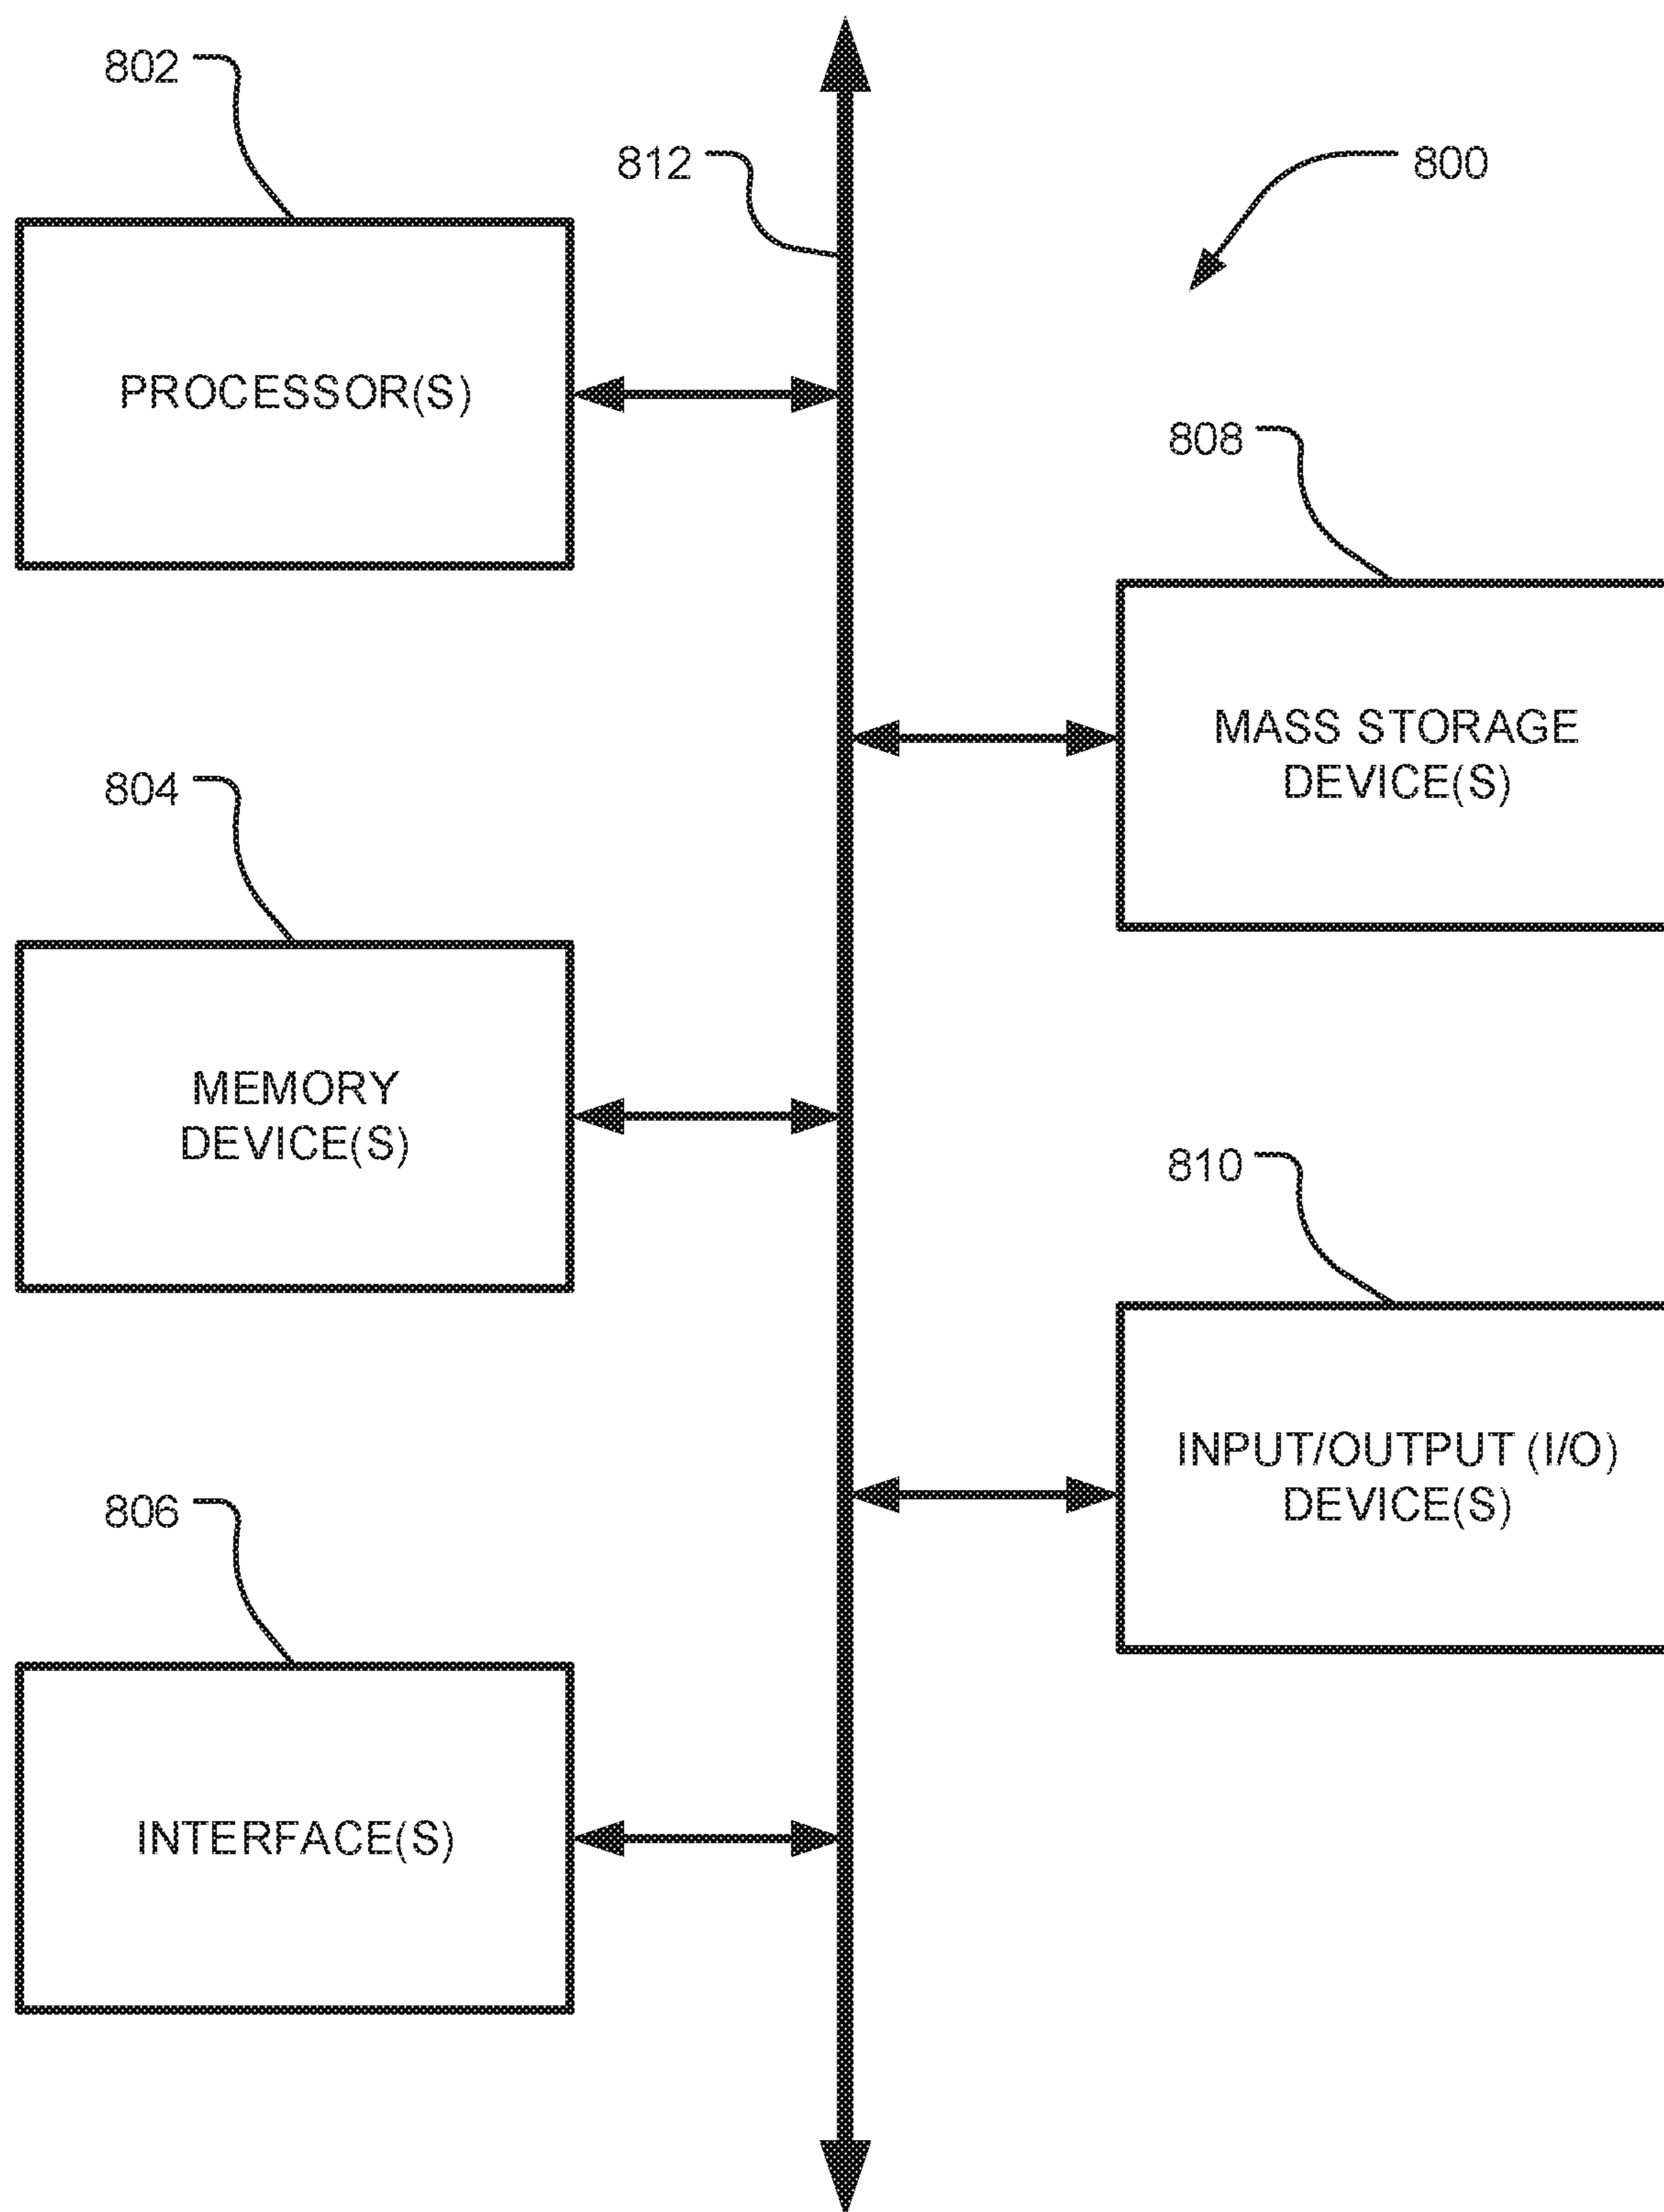 802
812
800
PROCESSOR(S)
808
MASS STORAGE
DEVICE(S)
804
MEMORY
DEVICE(S)
810
INPUT/OUTPUT (I/O)
DEVICE(S)
806
INTERFACE(S)